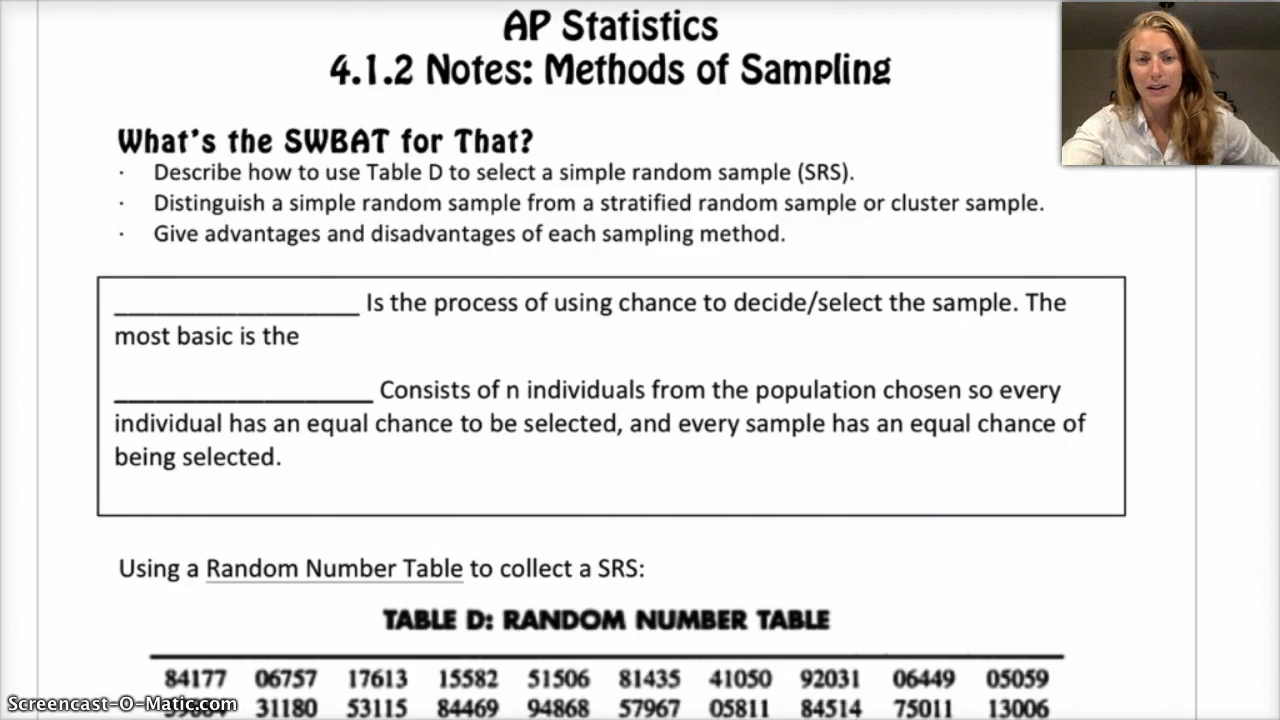 AP Statistics
4.1.2 Notes: Methods of Sampling
What's the SWBAT for That?
· Describe how to use Table D to select a simple random sample (SRS).
· Distinguish a simple random sample from a stratified random sample or cluster sample.
· Give advantages and disadvantages of each sampling method.
__________________ Is the process of using chance to decide/select the sample. The
most basic is the
___________________ Consists of n individuals from the population chosen so every
individual has an equal chance to be selected, and every sample has an equal chance of
being selected.
Using a Random Number Table to collect a SRS:
TABLE D: RANDOM NUMBER TABLE
84177 06757 17613 15582 51506 81435 41050 92031 06449 05059
31180 53115 84469 94868 57967 05811 84514 75011 13006
Screencast-O-Matic.com